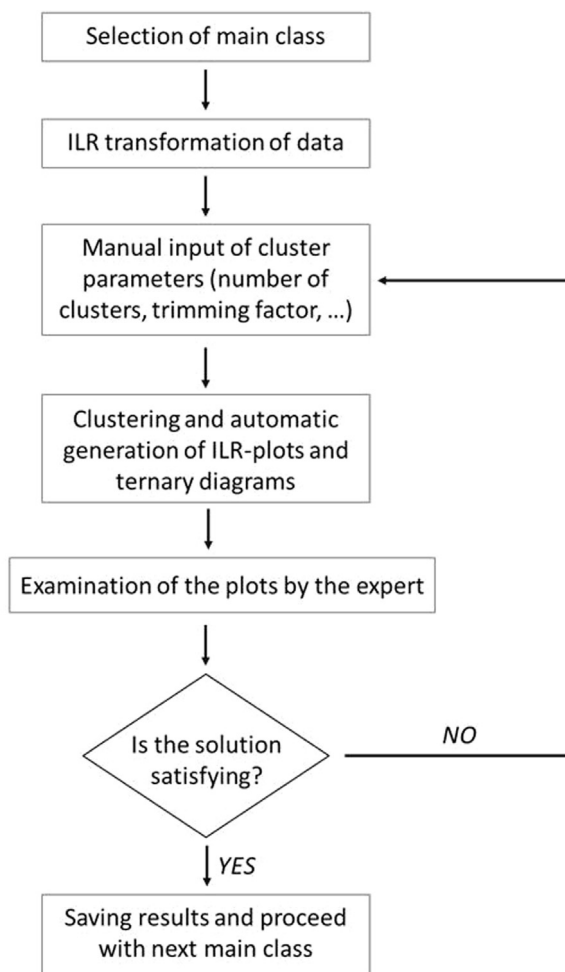 Selection of main class
ILR transformation of data
Manual input of cluster
parameters (number of
clusters, trimming factor, ...)
Clustering and automatic
generation of ILR-plots and
ternary diagrams
Examination of the plots by the expert
Is the solution
satisfying?
NO
YES
Saving results and proceed
with next main class